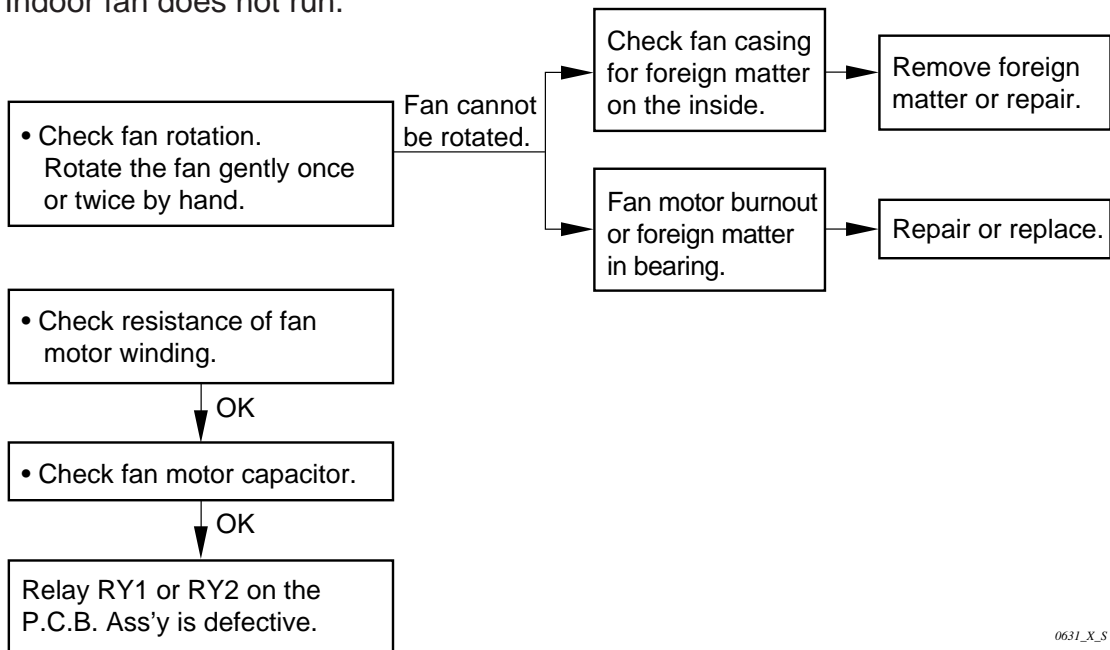 Indoor fan does not run.
• Check fan rotation.
Rotate the fan gently once
or twice by hand.
Fan cannot
be rotated.
Check fan casing
for foreign matter
on the inside.
Remove foreign
matter or repair.
Fan motor burnout
or foreign matter
in bearing.
Repair or replace.
• Check resistance of fan
motor winding.
OK
• Check fan motor capacitor.
OK
Relay RY1 or RY2 on the
P.C.B. Ass’y is defective.
0631_X_S